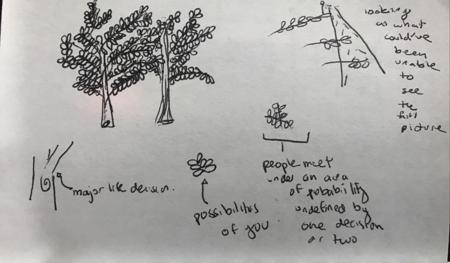 looking
at what
could've
been
unable
to
see
the
full
picture
major life decision.
possibilities
of you.
people meet
under an area
of probability
undefined by
one decision
or two